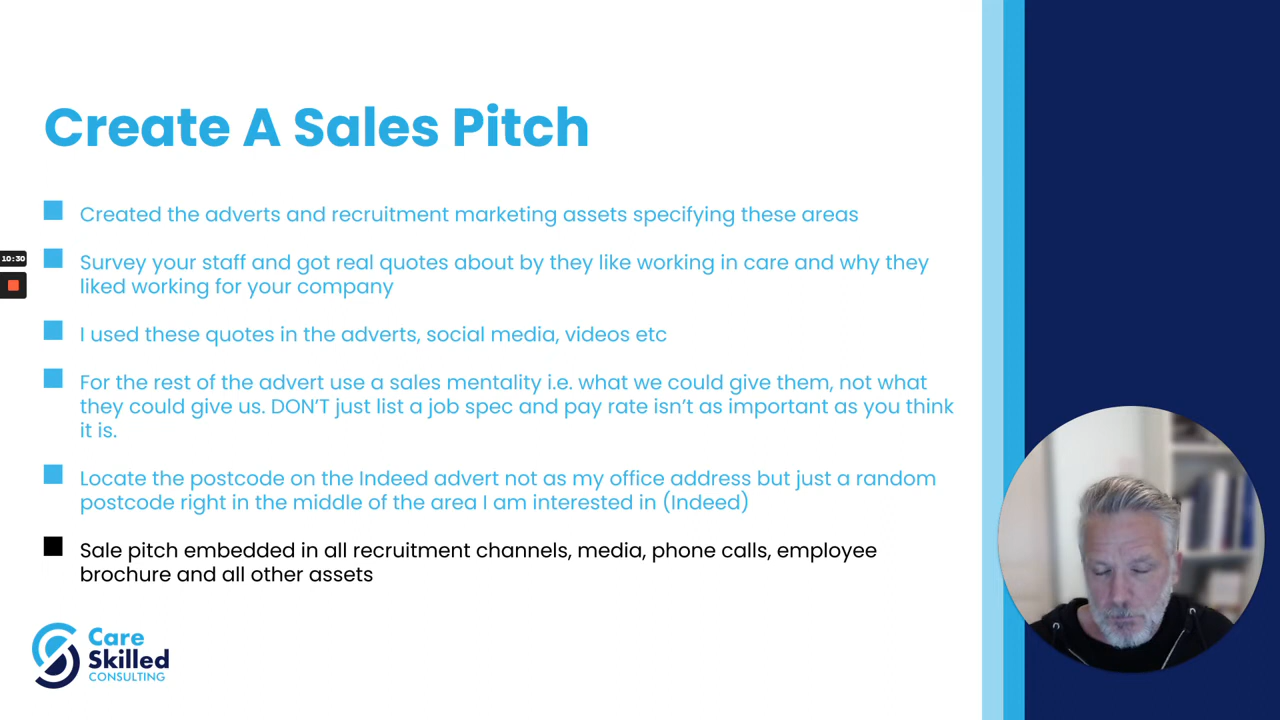 Create A Sales Pitch
Created the adverts and recruitment marketing assets specifying these areas
10:30
Survey your staff and got real quotes about by they like working in care and why they
liked working for your company
I used these quotes in the adverts, social media, videos etc
For the rest of the advert use a sales mentality i.e. what we could give them, not what
they could give us. DON'T just list a job spec and pay rate isn't as important as you think
it is.
Locate the postcode on the Indeed advert not as my office address but just a random
postcode right in the middle of the area I am interested in (Indeed)
Sale pitch embedded in all recruitment channels, media, phone calls, employee
brochure and all other assets
Care
Skilled
CONSULTING